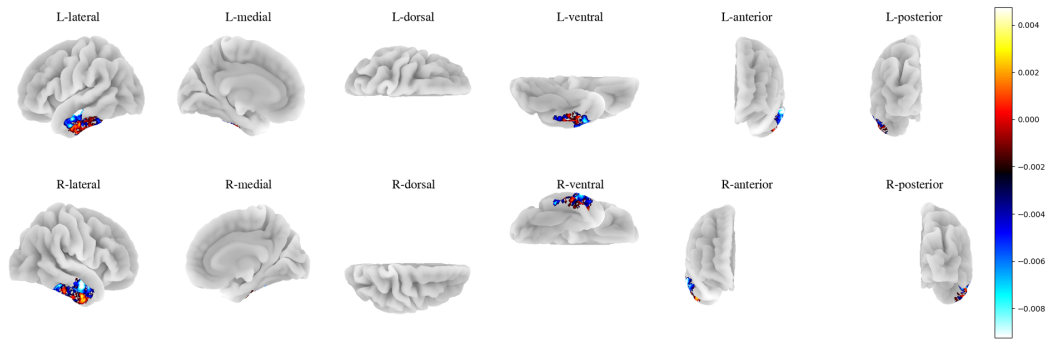 L-lateral
L-medial
L-dorsal
L-ventral
L-anterior
L-posterior
R-lateral
R-medial
R-dorsal
R-ventral
R-anterior
R-posterior
0.004
0.002
0.000
−0.002
−0.004
−0.006
−0.008